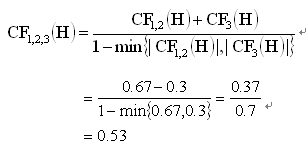 CF₁,₂,₃(H) = (CF₁,₂(H) + CF₃(H)) / (1 − min{|CF₁,₂(H)|, |CF₃(H)|} ↵
= (0.67 − 0.3) / (1 − min{0.67, 0.3}) = 0.37 / 0.7 ↵
= 0.53